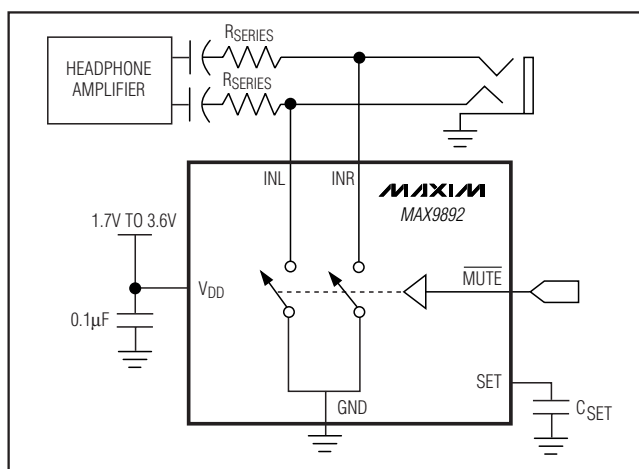 RSERIES
HEADPHONE
AMPLIFIER
RSERIES
INL
INR
MAXIM
MAX9892
1.7V TO 3.6V
VDD
MUTE
0.1µF
SET
GND
CSET